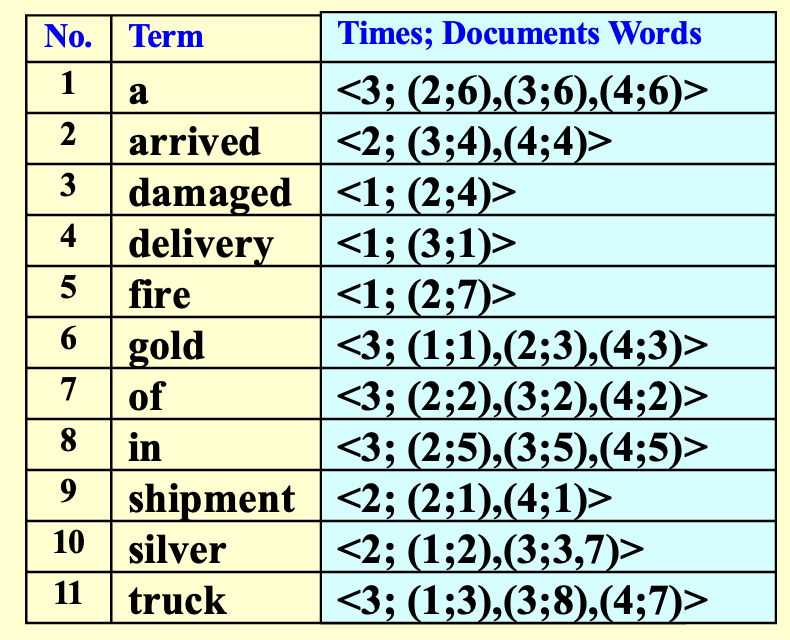 No. Term Times; Documents Words
1 a <3; (2;6),(3;6),(4;6)>
2 arrived <2; (3;4),(4;4)>
3 damaged <1; (2;4)>
4 delivery <1; (3;1)>
5 fire <1; (2;7)>
6 gold <3; (1;1),(2;3),(4;3)>
7 of <3; (2;2),(3;2),(4;2)>
8 in <3; (2;5),(3;5),(4;5)>
9 shipment <2; (2;1),(4;1)>
10 silver <2; (1;2),(3;3,7)>
11 truck <3; (1;3),(3;8),(4;7)>